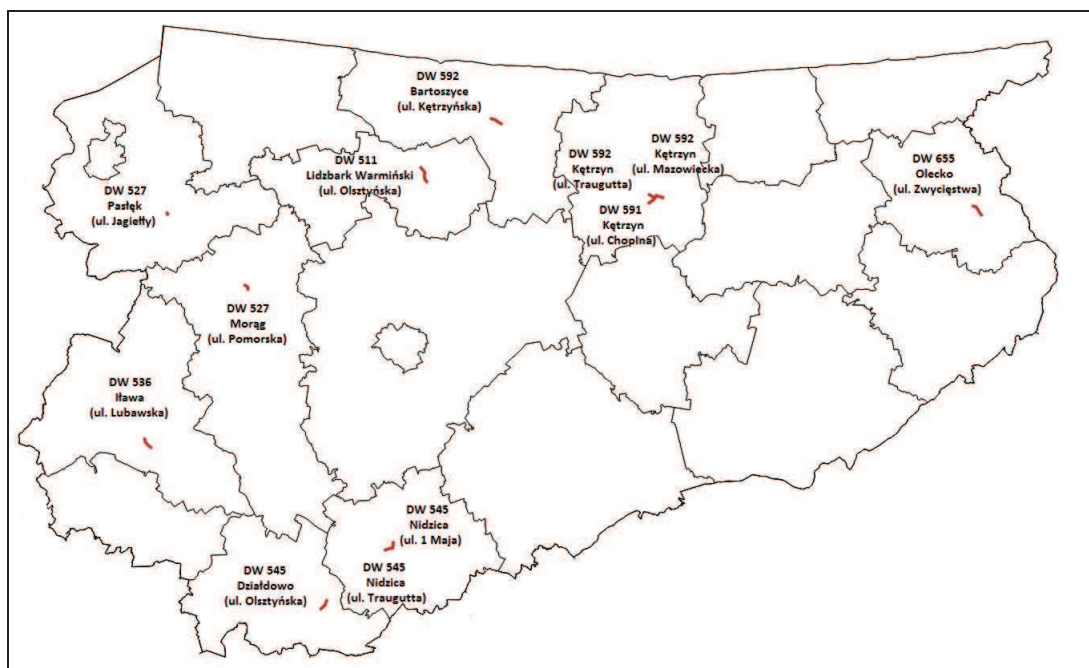 DW 592
Bartoszyce
(ul. Kętrzyńska)
DW 511
Lidzbark Warmiński
(ul. Olsztyńska)
DW 592
Kętrzyn
(ul. Traugutta)
DW 592
Kętrzyn
(ul. Mazowiecka)
DW 655
Olecko
(ul. Zwycięstwa)
DW 527
Pasłęk
(ul. Jagiełły)
DW 591
Kętrzyn
(ul. Chopina)
DW 527
Morąg
(ul. Pomorska)
DW 536
Iława
(ul. Lubawska)
DW 545
Nidzica
(ul. 1 Maja)
DW 545
Działdowo
(ul. Olsztyńska)
DW 545
Nidzica
(ul. Traugutta)